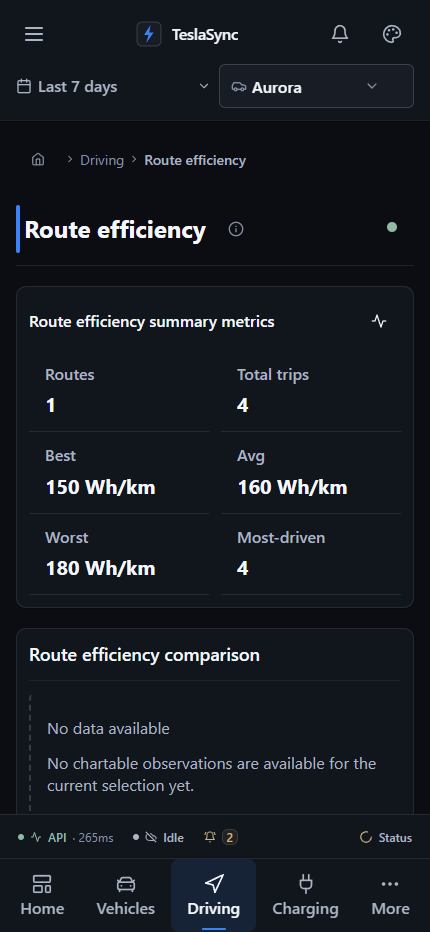 TeslaSync
Last 7 days
Aurora
Driving
Route efficiency
Route efficiency
Route efficiency summary metrics
Routes
Total trips
1
4
Best
Avg
150 Wh/km
160 Wh/km
Worst
Most-driven
180 Wh/km
4
Route efficiency comparison
No data available
No chartable observations are available for the
current selection yet.
API · 265ms
Idle
2
Status
Home
Vehicles
Driving
Charging
More